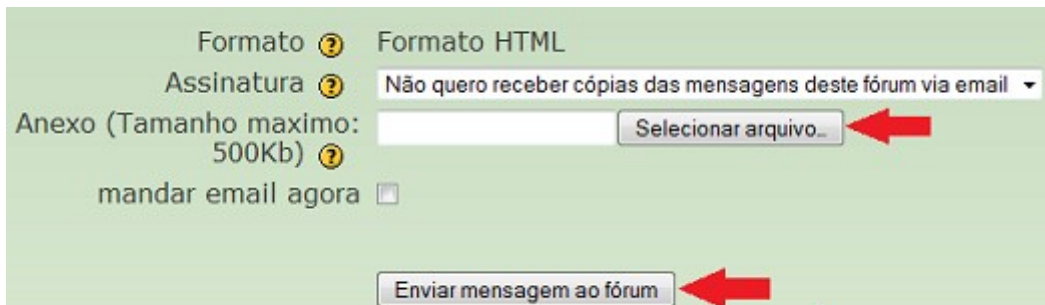 Formato Formato HTML
Assinatura Não quero receber cópias das mensagens deste fórum via email
Anexo (Tamanho maximo: Selecionar arquivo...
500Kb)
mandar email agora
Enviar mensagem ao fórum